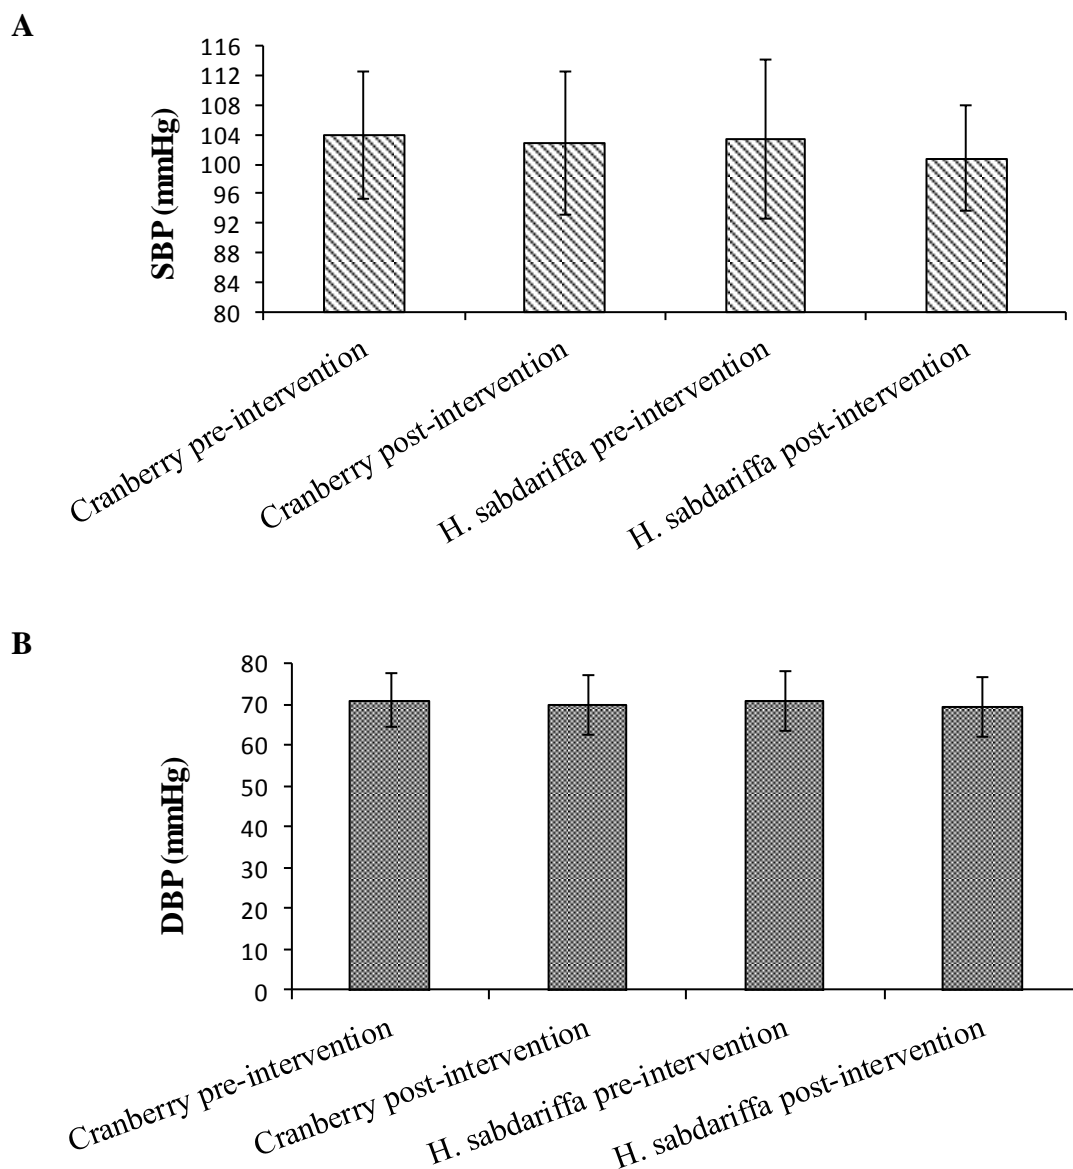 A
SBP (mmHg)
116
112
108
104
100
96
92
88
84
80
Cranberry pre-intervention
Cranberry post-intervention
H. sabdariffa pre-intervention
H. sabdariffa post-intervention
B
DBP (mmHg)
80
70
60
50
40
30
20
10
0
Cranberry pre-intervention
Cranberry post-intervention
H. sabdariffa pre-intervention
H. sabdariffa post-intervention